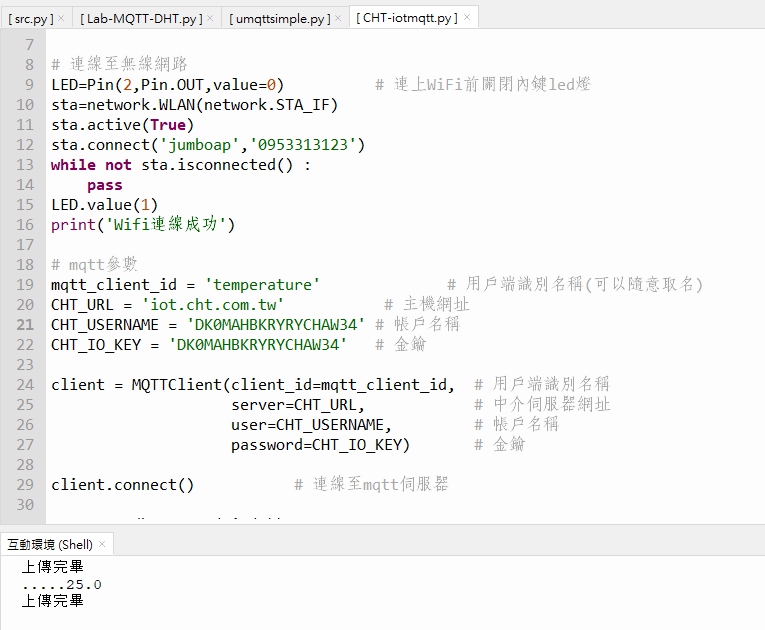 [ src.py ] × [ Lab-MQTT-DHT.py ] × [ umqttsimple.py ] × [ CHT-iotmqtt.py ] ×
7
8 # 連線至無線網路
9 LED=Pin(2,Pin.OUT,value=0) # 連上WiFi前關閉內鍵led燈
10 sta=network.WLAN(network.STA_IF)
11 sta.active(True)
12 sta.connect('jumboap','0953313123')
13 while not sta.isconnected() :
14 pass
15 LED.value(1)
16 print('Wifi連線成功')
17
18 # mqtt參數
19 mqtt_client_id = 'temperature' # 用戶端識別名稱(可以隨意取名)
20 CHT_URL = 'iot.cht.com.tw' # 主機網址
21 CHT_USERNAME = 'DK0MAHBKRYRYCHAW34' # 帳戶名稱
22 CHT_IO_KEY = 'DK0MAHBKRYRYCHAW34' # 金鑰
23
24 client = MQTTClient(client_id=mqtt_client_id, # 用戶端識別名稱
25 server=CHT_URL, # 中介伺服器網址
26 user=CHT_USERNAME, # 帳戶名稱
27 password=CHT_IO_KEY) # 金鑰
28
29 client.connect() # 連線至mqtt伺服器
30
互動環境 (Shell) ×
上傳完畢
.....25.0
上傳完畢